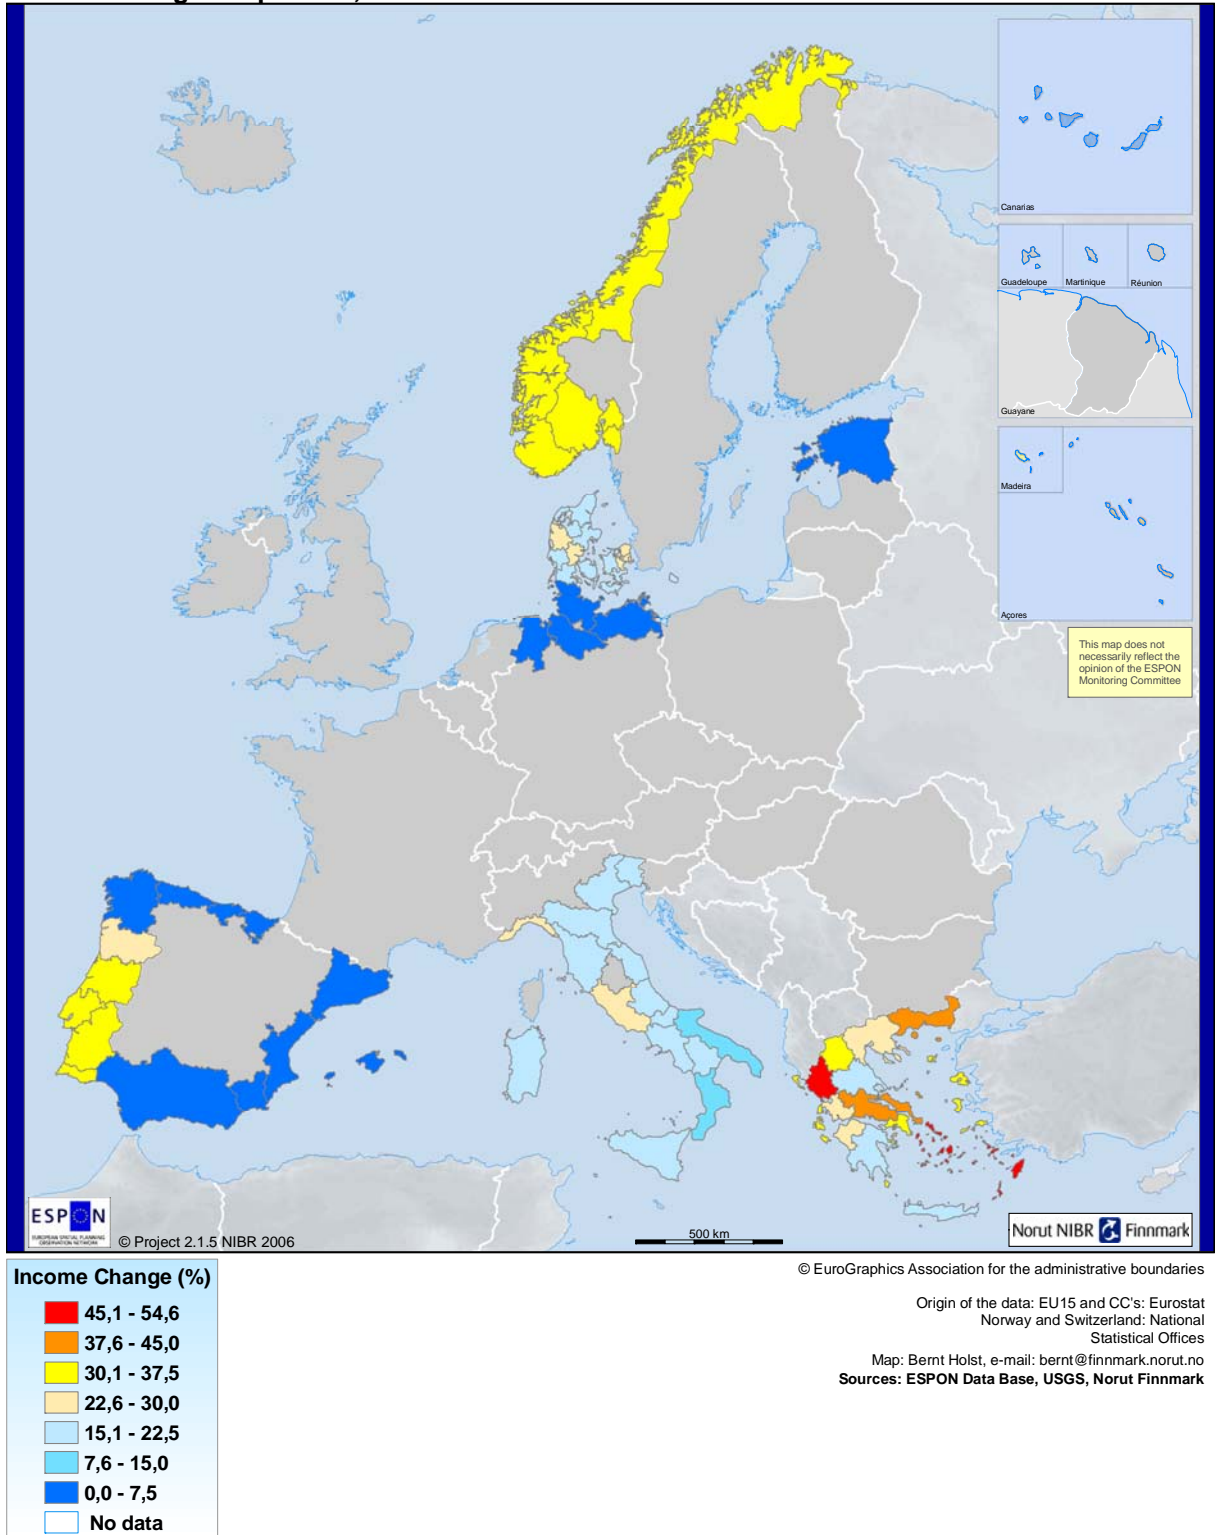 Canarias
Guadeloupe
Martinique
Réunion
Guayane
Madeira
Açores
This map does not
necessarily reflect the
opinion of the ESPON
Monitoring Committee
ESPON
EUROPEAN SPATIAL PLANNING
OBSERVATION NETWORK
© Project 2.1.5 NIBR 2006
500 km
Norut NIBR Finnmark
Income Change (%)
45,1 - 54,6
37,6 - 45,0
30,1 - 37,5
22,6 - 30,0
15,1 - 22,5
7,6 - 15,0
0,0 - 7,5
No data
© EuroGraphics Association for the administrative boundaries
Origin of the data: EU15 and CC's: Eurostat
Norway and Switzerland: National
Statistical Offices
Map: Bernt Holst, e-mail: bernt@finnmark.norut.no
Sources: ESPON Data Base, USGS, Norut Finnmark